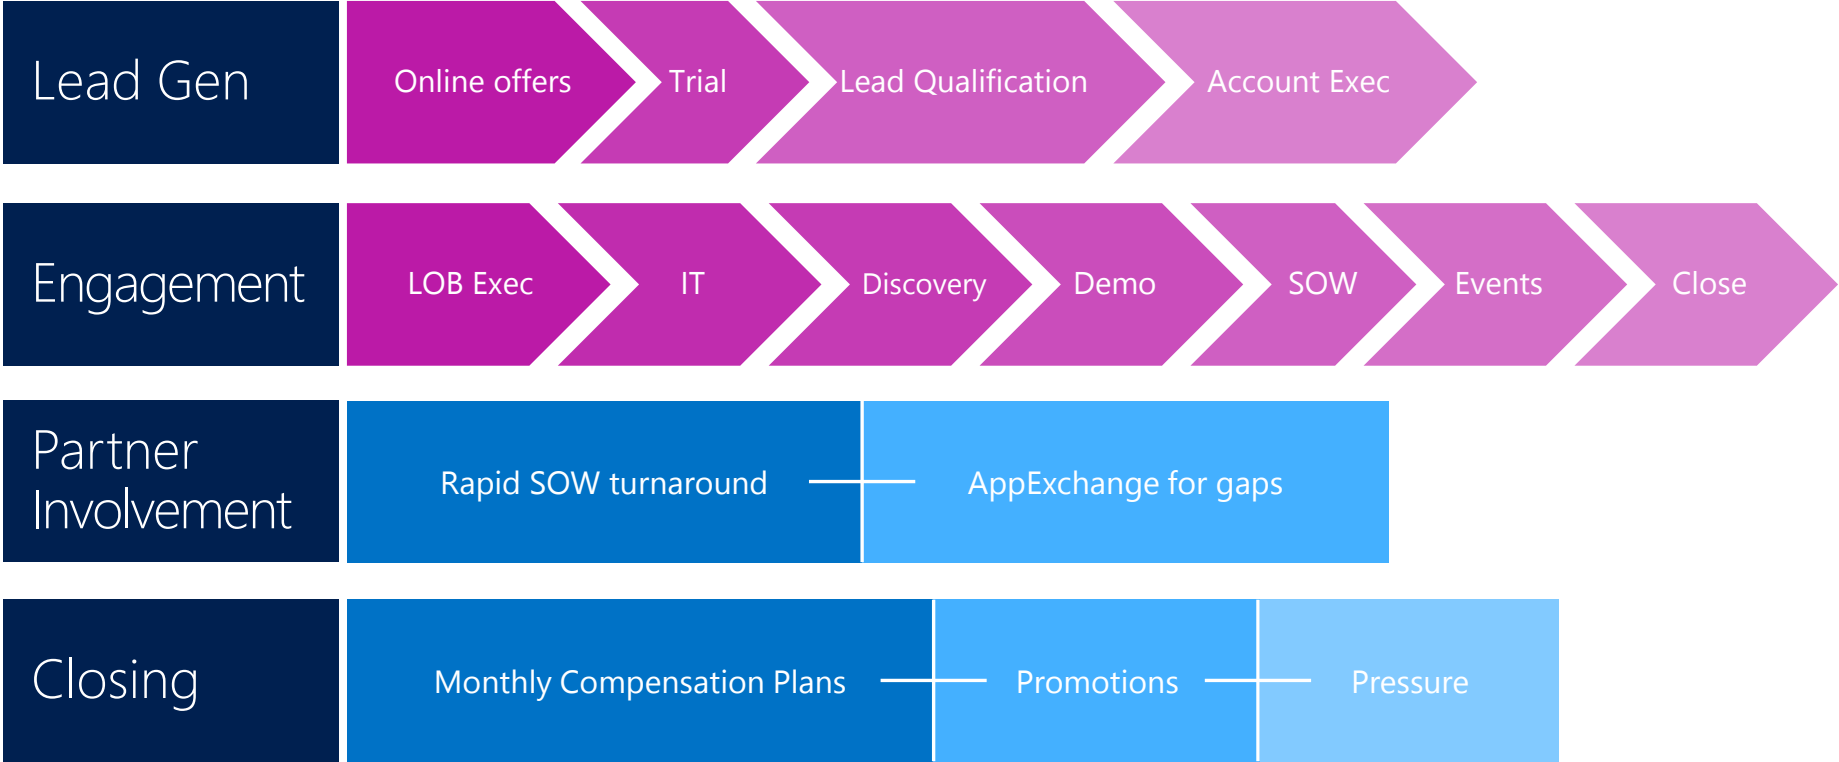 Lead Gen
Online offers
Trial
Lead Qualification
Account Exec
Engagement
LOB Exec
IT
Discovery
Demo
SOW
Events
Close
Partner
Involvement
Rapid SOW turnaround
AppExchange for gaps
Closing
Monthly Compensation Plans
Promotions
Pressure